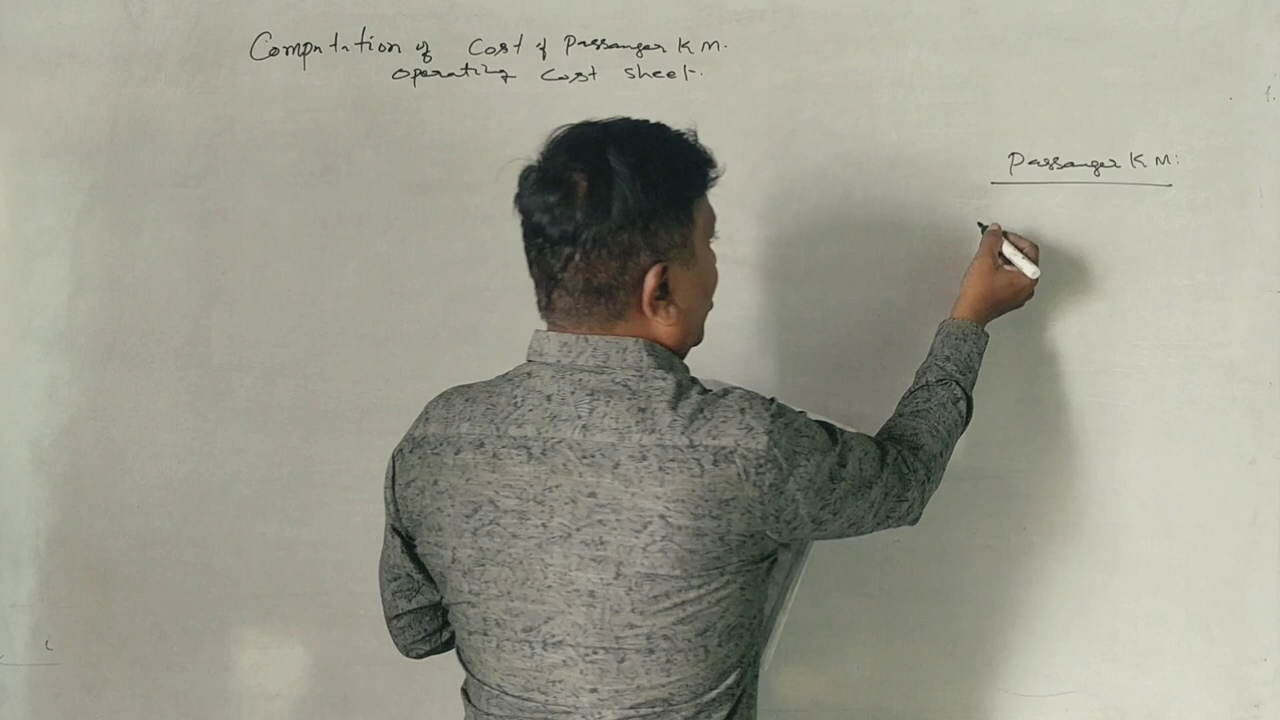 Computation of Cost of Passanger K M.
operating cost sheet.
Passanger K M: